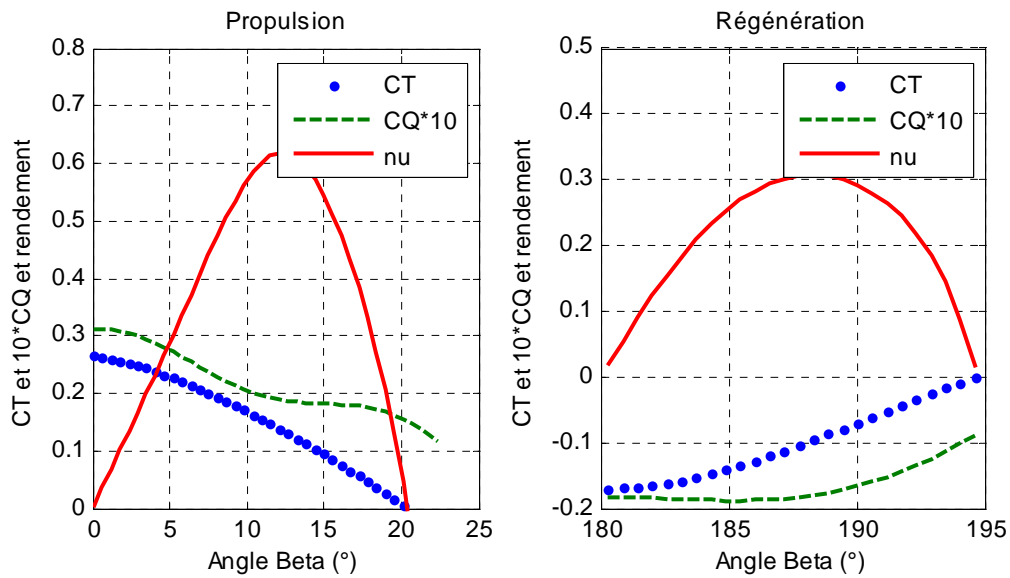 Propulsion
0.8
0.7
0.6
0.5
0.4
0.3
0.2
0.1
0
CT et 10*CQ et rendement
CT
CQ*10
nu
0 5 10 15 20 25
Angle Beta (°)
Régénération
0.5
0.4
0.3
0.2
0.1
0
-0.1
-0.2
CT et 10*CQ et rendement
CT
CQ*10
nu
180 185 190 195
Angle Beta (°)